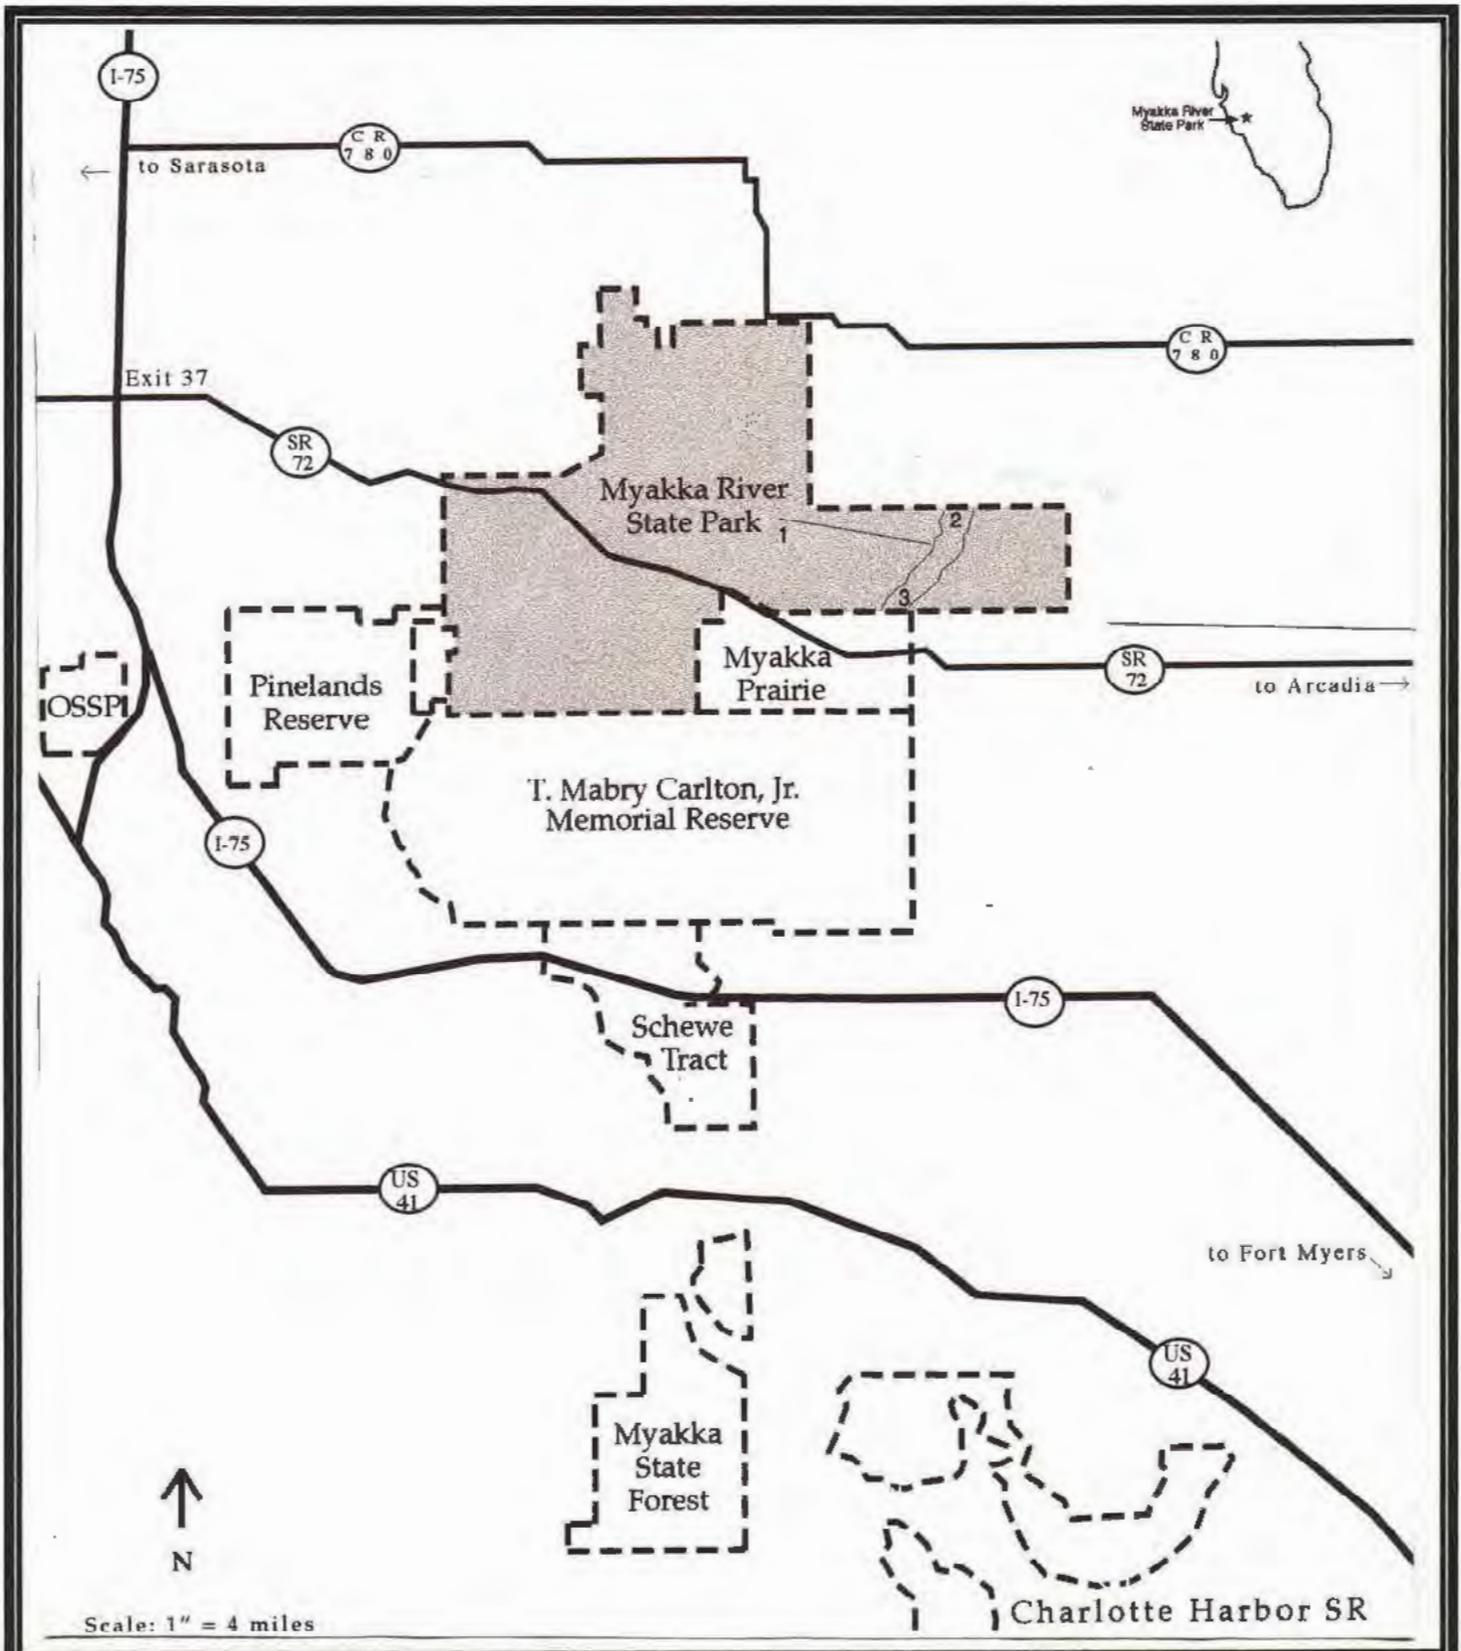 I-75
C R
7 8 0
Myakka River
State Park
to Sarasota
C R
7 8 0
Exit 37
SR
72
Myakka River
State Park
1
2
3
Myakka
Prairie
SR
72
to Arcadia
Pinelands
Reserve
OSSP
T. Mabry Carlton, Jr.
Memorial Reserve
I-75
I-75
Schewe
Tract
US
41
to Fort Myers
US
41
Myakka
State
Forest
N
Charlotte Harbor SR
Scale: 1" = 4 miles